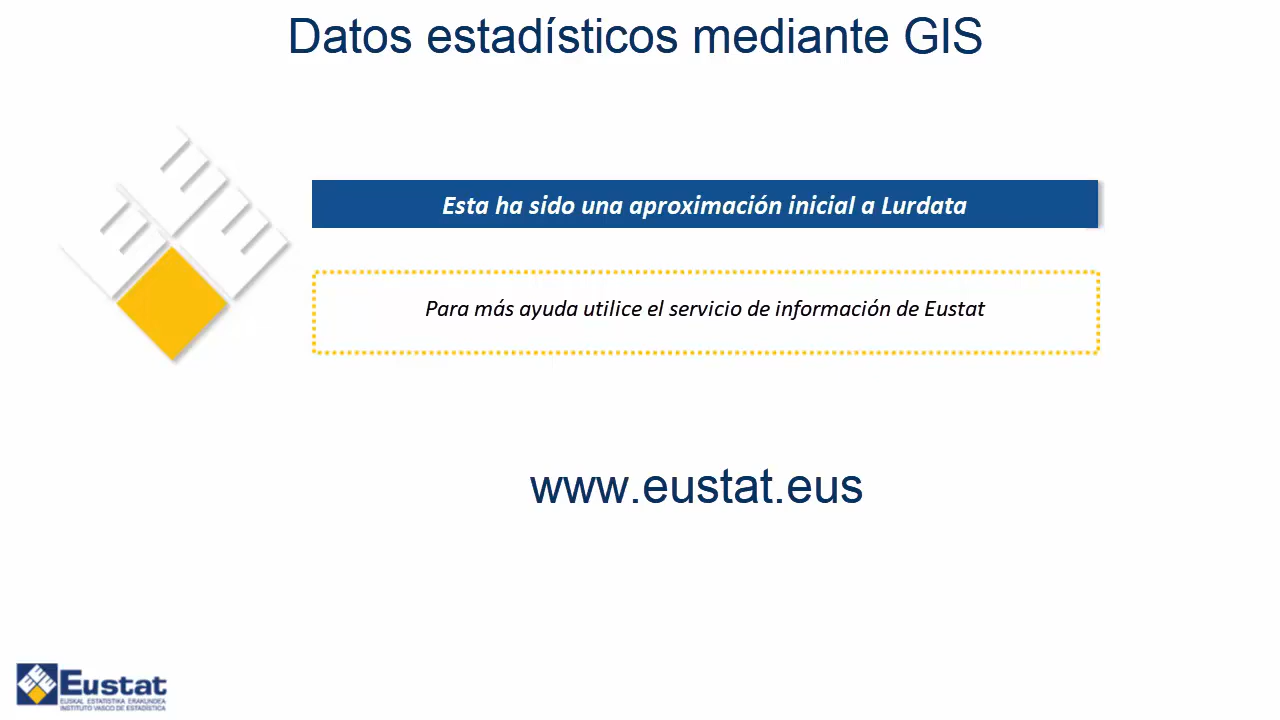 Datos estadísticos mediante GIS
Esta ha sido una aproximación inicial a Lurdata
Para más ayuda utilice el servicio de información de Eustat
www.eustat.eus
Eustat
EUSKAL ESTATISTIKA ERAKUNDEA
INSTITUTO VASCO DE ESTADÍSTICA